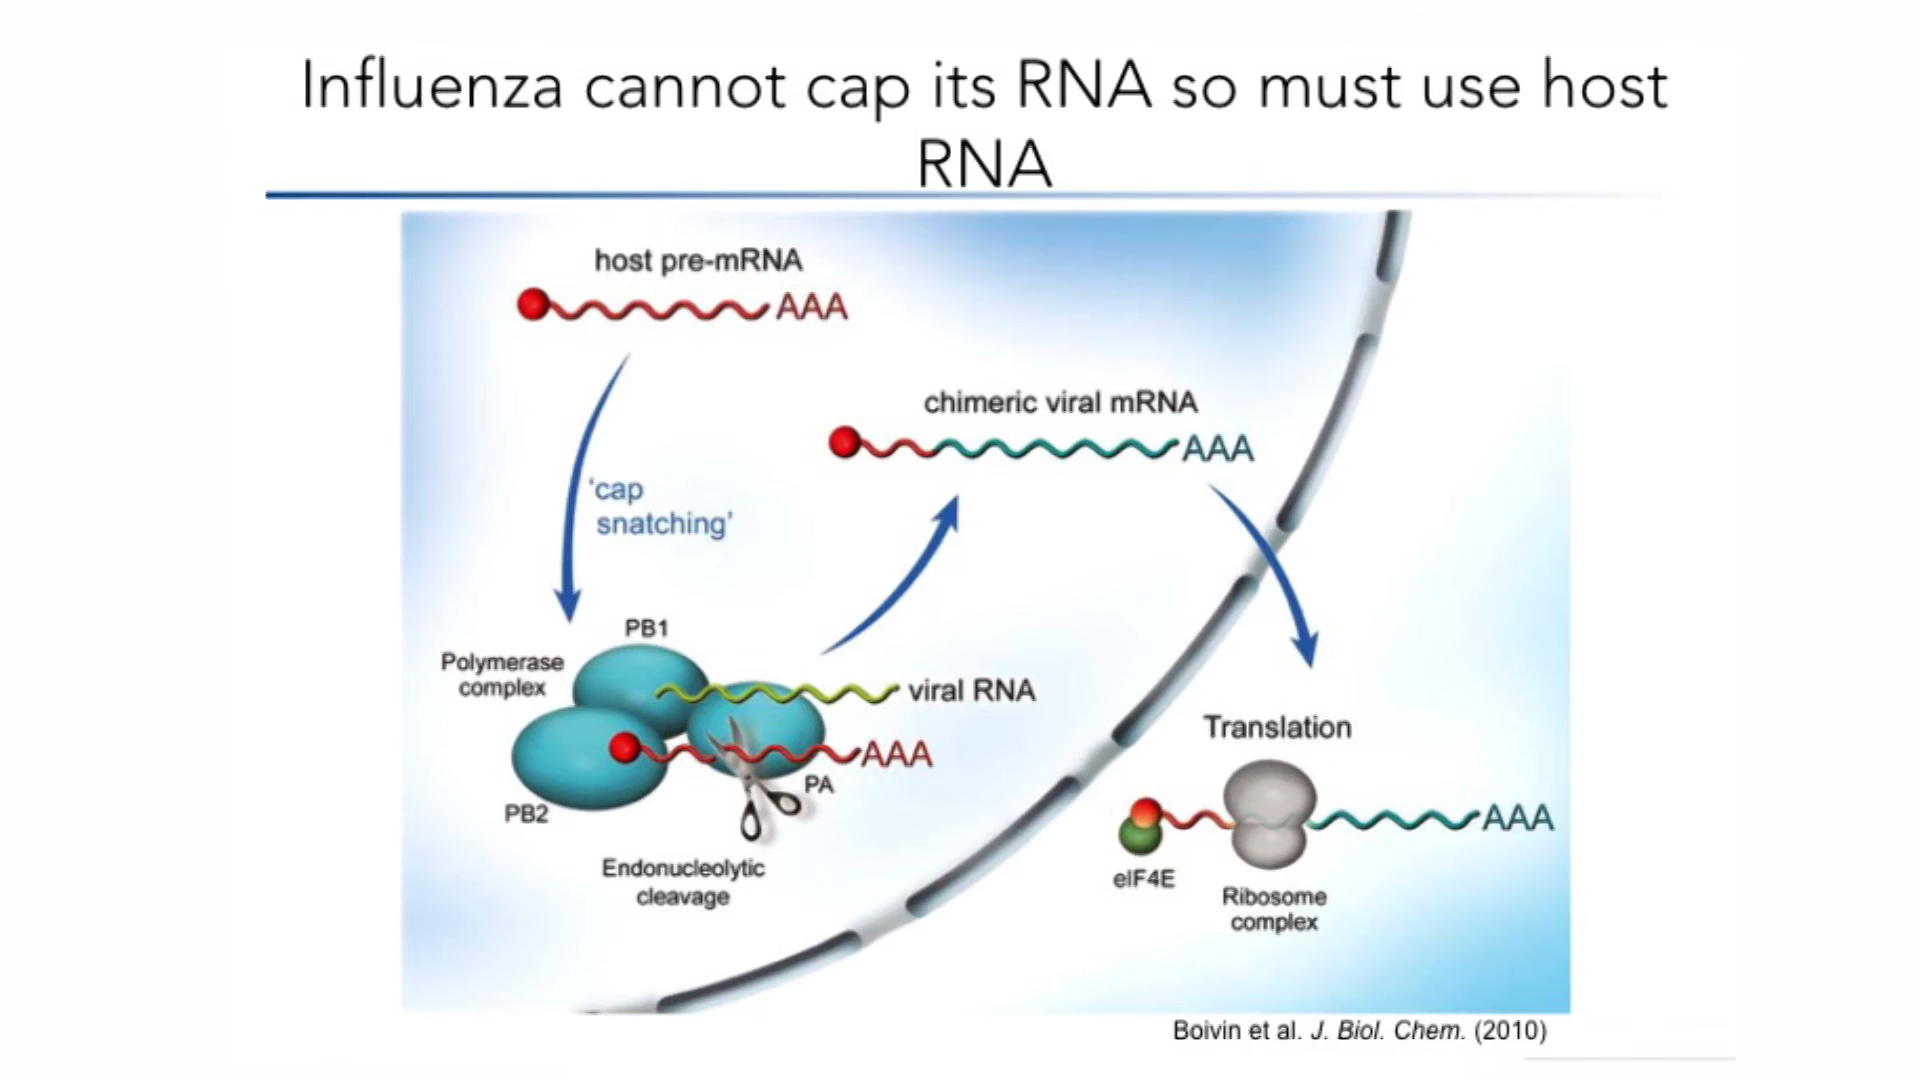 Influenza cannot cap its RNA so must use host
RNA
host pre-mRNA
AAA
chimeric viral mRNA
AAA
'cap
snatching'
PB1
Polymerase
complex
viral RNA
AAA
PA
PB2
Endonucleolytic
cleavage
Translation
AAA
eIF4E
Ribosome
complex
Boivin et al. J. Biol. Chem. (2010)